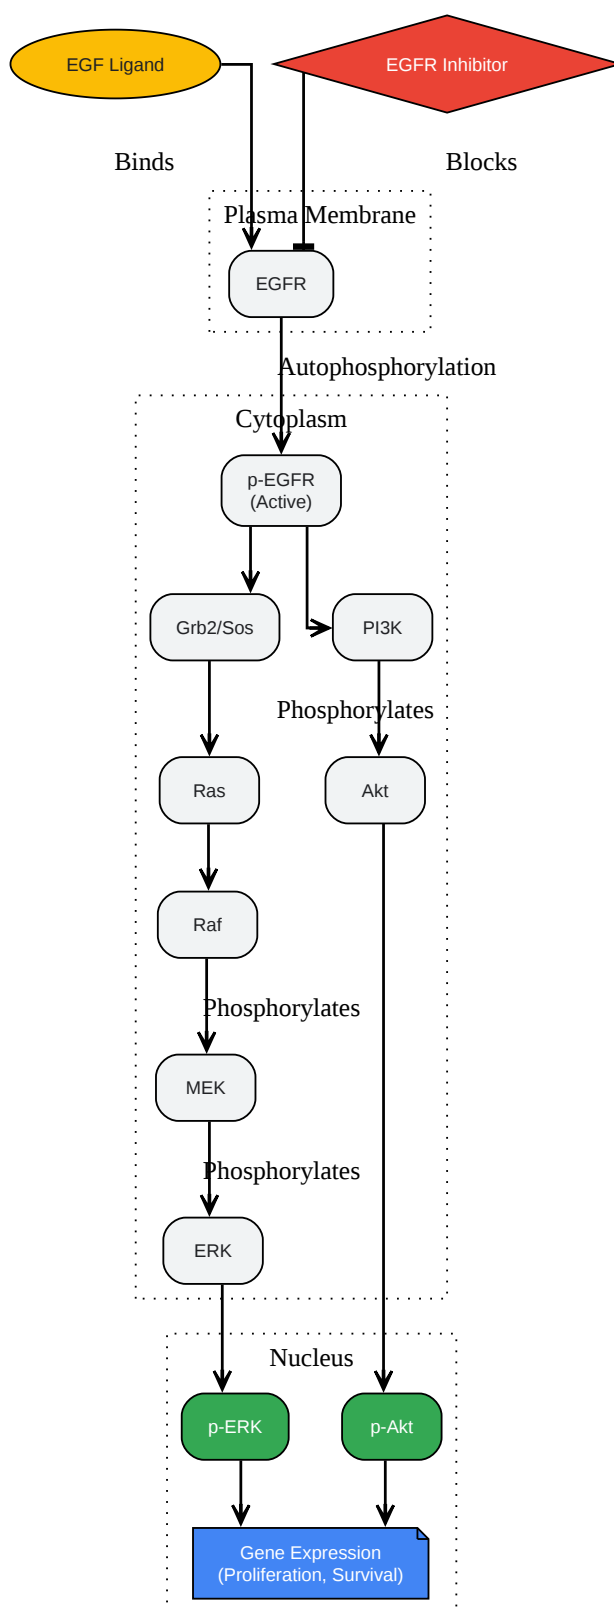 EGF Ligand
EGFR Inhibitor
Binds
Blocks
Plasma Membrane
EGFR
Autophosphorylation
Cytoplasm
p-EGFR
(Active)
Grb2/Sos
PI3K
Phosphorylates
Ras
Akt
Raf
Phosphorylates
MEK
Phosphorylates
ERK
Nucleus
p-ERK
p-Akt
Gene Expression
(Proliferation, Survival)